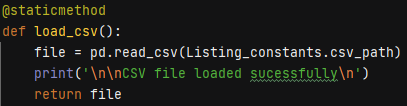 @staticmethod
def load_csv():
    file = pd.read_csv(Listing_constants.csv_path)
    print('\n\nCSV file loaded sucessfully\n')
    return file